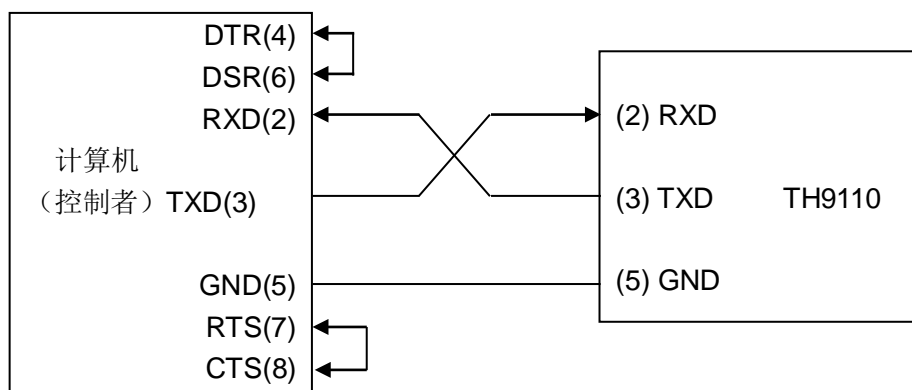 DTR(4)
DSR(6)
RXD(2)
计算机
（控制者）TXD(3)
GND(5)
RTS(7)
CTS(8)
(2) RXD
(3) TXD TH9110
(5) GND